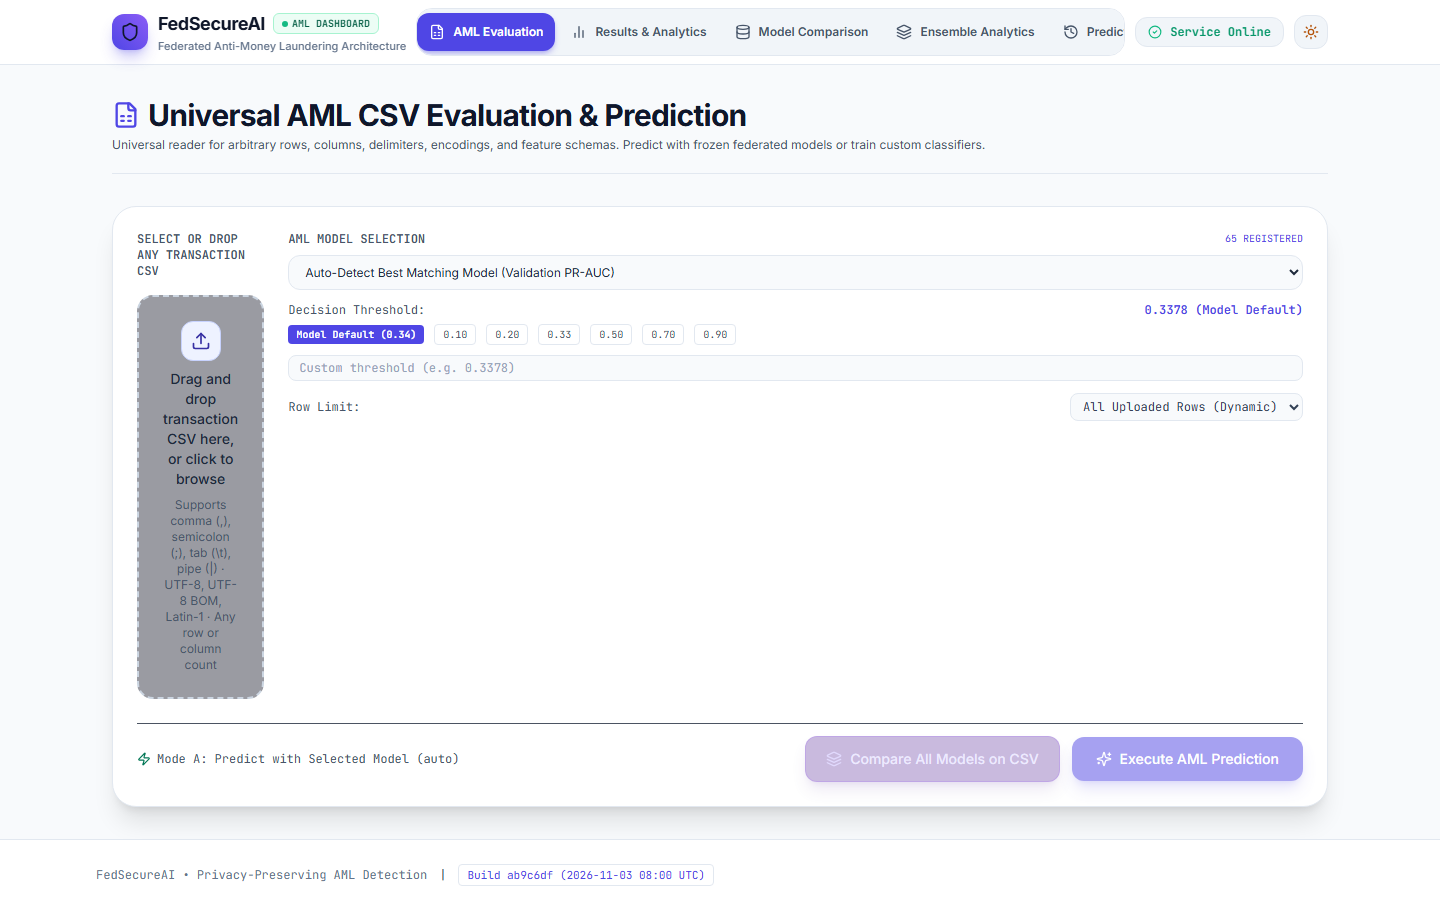 FedSecureAI
AML DASHBOARD
Federated Anti-Money Laundering Architecture
AML Evaluation
Results & Analytics
Model Comparison
Ensemble Analytics
Predic
Service Online
Universal AML CSV Evaluation & Prediction
Universal reader for arbitrary rows, columns, delimiters, encodings, and feature schemas. Predict with frozen federated models or train custom classifiers.
SELECT OR DROP
ANY TRANSACTION
CSV
Drag and
drop
transaction
CSV here,
or click to
browse
Supports
comma (,),
semicolon
(;), tab (\t),
pipe (|) ·
UTF-8, UTF-
8 BOM,
Latin-1 · Any
row or
column
count
AML MODEL SELECTION
65 REGISTERED
Auto-Detect Best Matching Model (Validation PR-AUC)
Decision Threshold:
0.3378 (Model Default)
Model Default (0.34)
0.10
0.20
0.33
0.50
0.70
0.90
Custom threshold (e.g. 0.3378)
Row Limit:
All Uploaded Rows (Dynamic)
Mode A: Predict with Selected Model (auto)
Compare All Models on CSV
Execute AML Prediction
FedSecureAI • Privacy-Preserving AML Detection |
Build ab9c6df (2026-11-03 08:00 UTC)